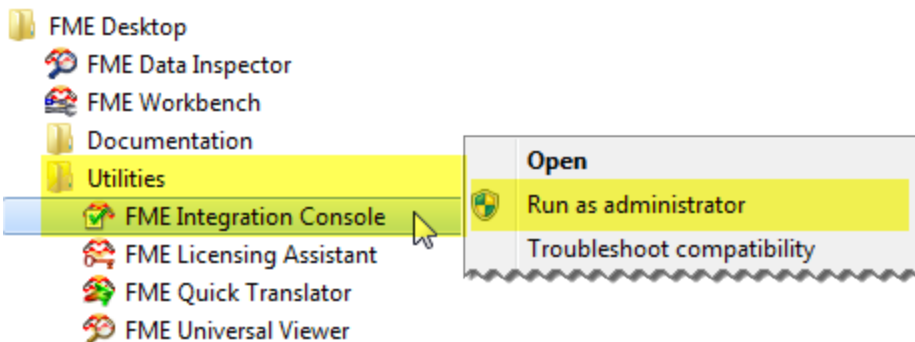 FME Desktop
FME Data Inspector
FME Workbench
Documentation
Utilities
FME Integration Console
FME Licensing Assistant
FME Quick Translator
FME Universal Viewer
Open
Run as administrator
Troubleshoot compatibility